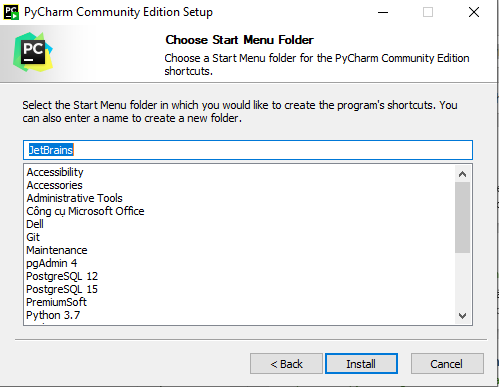 PyCharm Community Edition Setup
PC
Choose Start Menu Folder
Choose a Start Menu folder for the PyCharm Community Edition
shortcuts.
Select the Start Menu folder in which you would like to create the program's shortcuts. You
can also enter a name to create a new folder.
JetBrains
Accessibility
Accessories
Administrative Tools
Công cụ Microsoft Office
Dell
Git
Maintenance
pgAdmin 4
PostgreSQL 12
PostgreSQL 15
PremiumSoft
Python 3.7
< Back
Install
Cancel